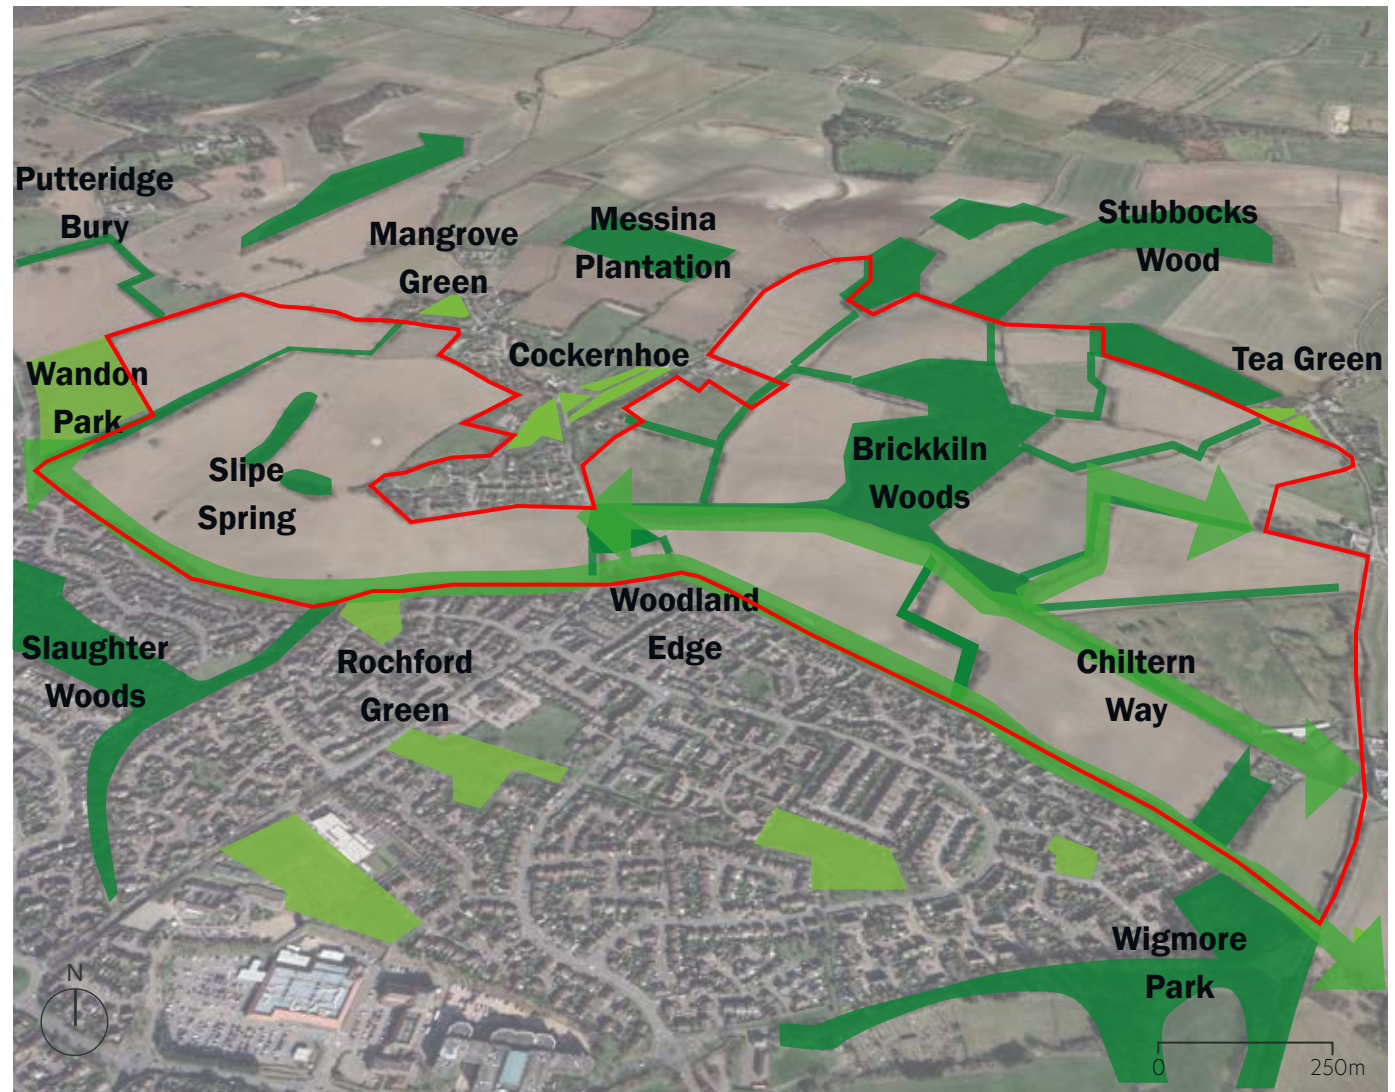 Putteridge
Bury
Mangrove
Green
Messina
Plantation
Stubbocks
Wood
Cockernhoe
Tea Green
Wandon
Park
Slipe
Spring
Brickkiln
Woods
Woodland
Edge
Slaughter
Woods
Rochford
Green
Chiltern
Way
Wigmore
Park
N
0
250m